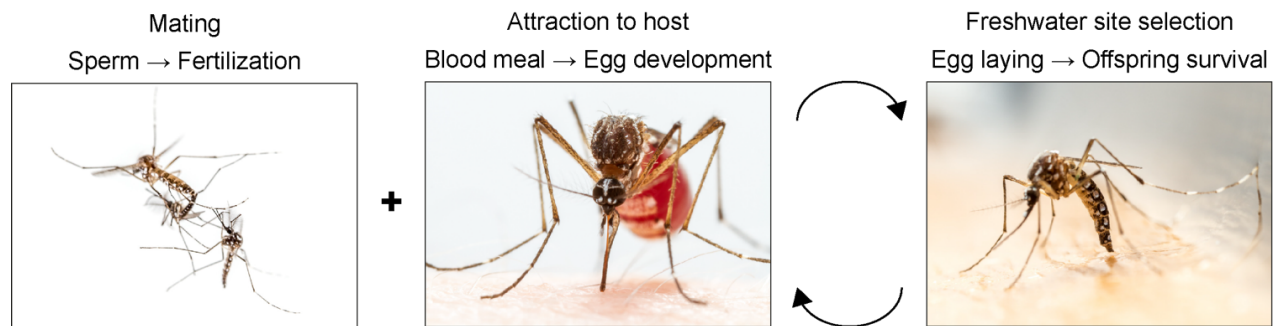 Mating
Sperm → Fertilization
Attraction to host
Blood meal → Egg development
Freshwater site selection
Egg laying → Offspring survival
+